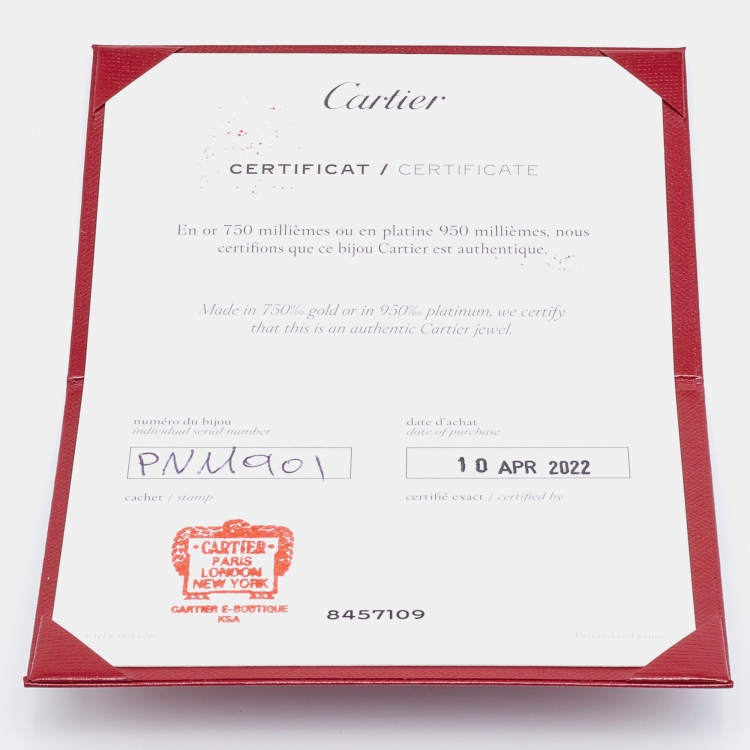 Cartier
CERTIFICAT / CERTIFICATE
En or 750 millièmes ou en platine 950 millièmes, nous
certifions que ce bijou Cartier est authentique.
Made in 750‰ gold or in 950‰ platinum, we certify
that this is an authentic Cartier jewel.
numéro du bijou
individual serial number
PNM901
cachet / stamp
date d'achat
date of purchase
10 APR 2022
certifié exact / certified by
CARTIER
PARIS
LONDON
NEW YORK
CARTIER E-BOUTIQUE
KSA
8457109
Printed in France